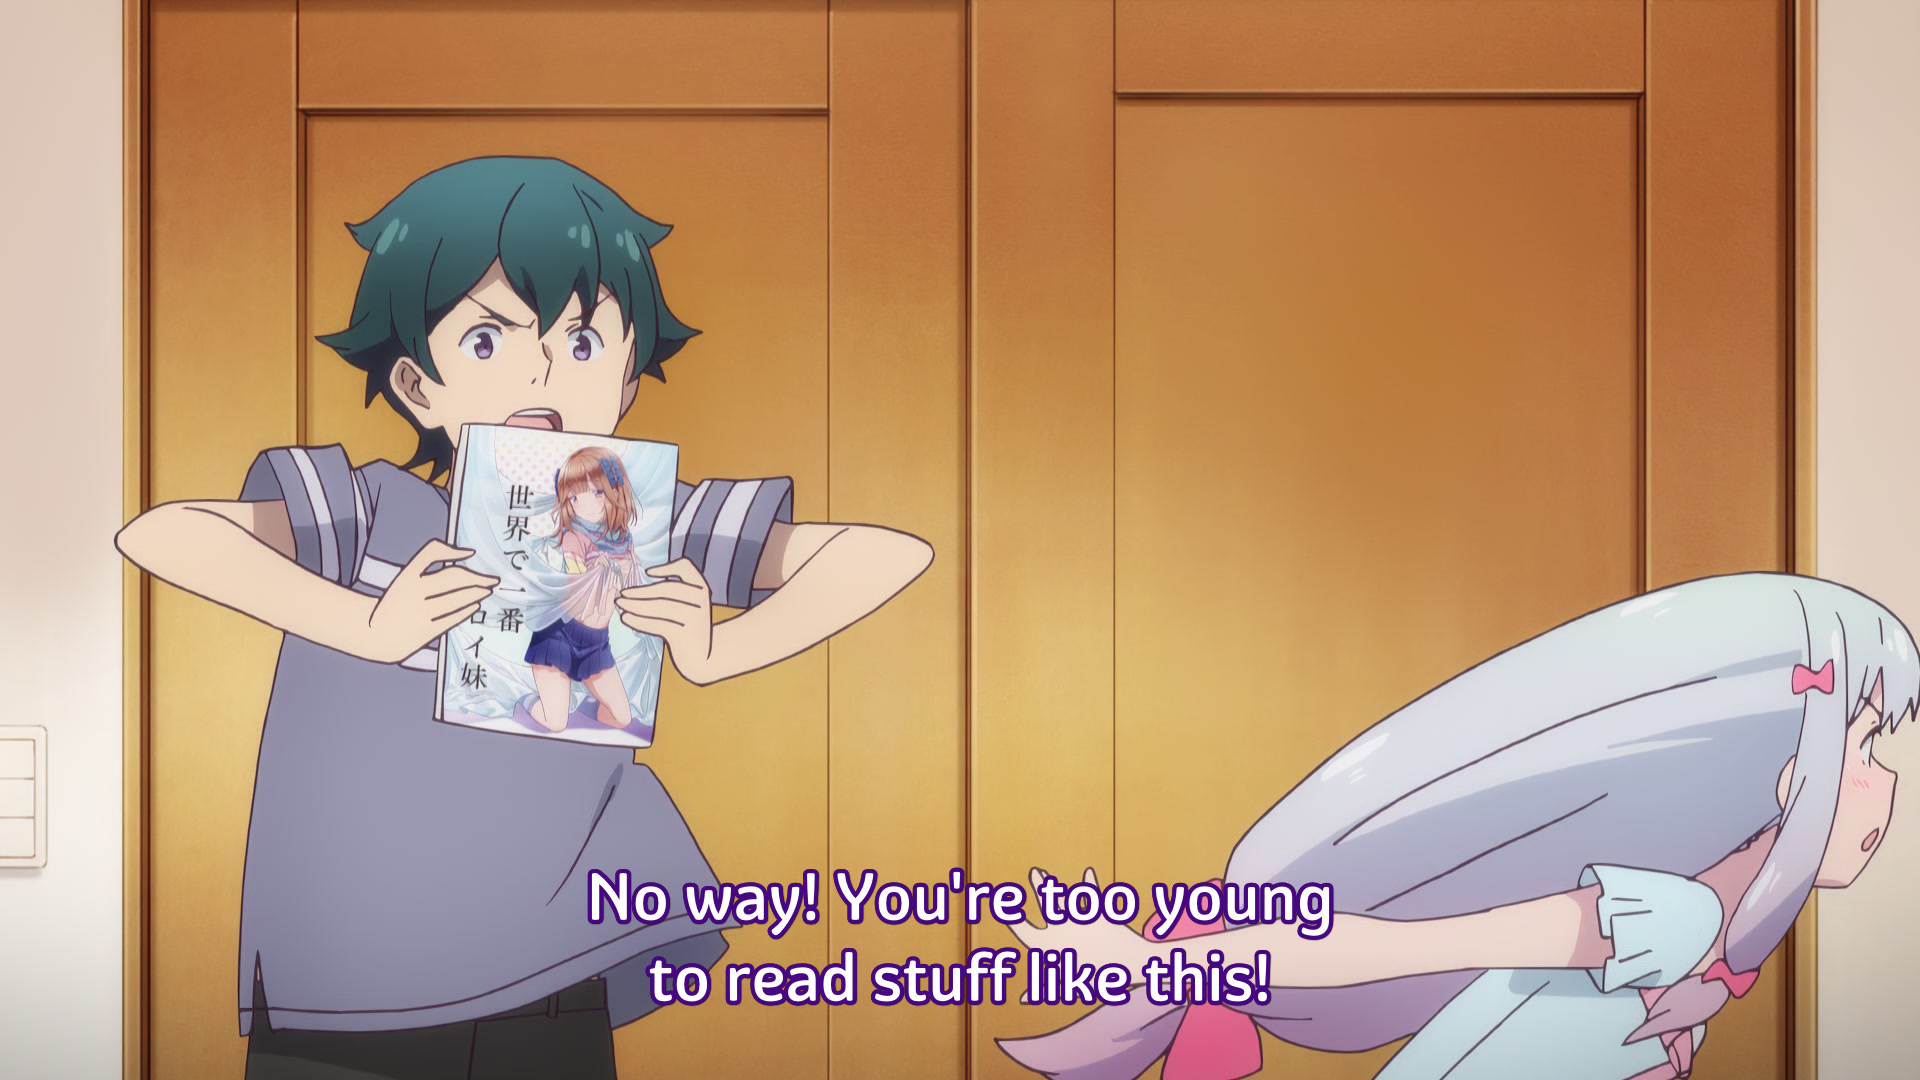 世界で一番
ロイ妹
No way! You're too young
to read stuff like this!